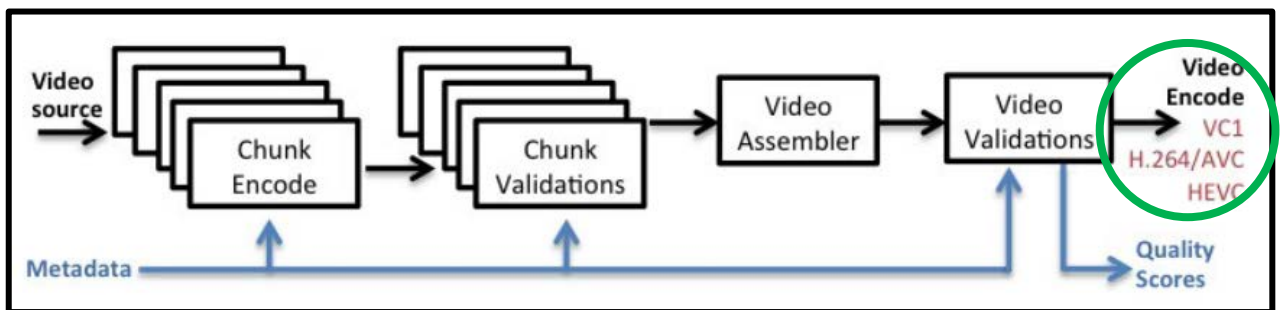 Video
source
Chunk
Encode
Chunk
Validations
Video
Assembler
Video
Validations
Video
Encode
VC1
H.264/AVC
HEVC
Metadata
Quality
Scores